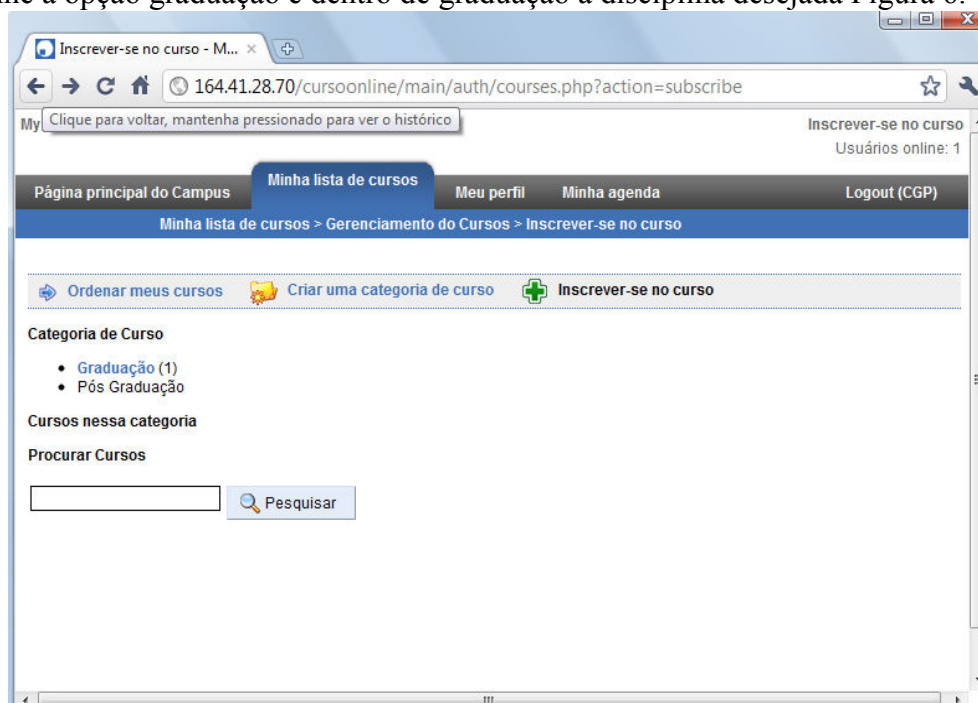 a opção graduação e dentro de graduação a disciplina desejada Figura 6.
Inscrever-se no curso - M...
164.41.28.70/cursoonline/main/auth/courses.php?action=subscribe
My
Clique para voltar, mantenha pressionado para ver o histórico
Inscrever-se no curso
Usuários online: 1
Página principal do Campus
Minha lista de cursos
Meu perfil
Minha agenda
Logout (CGP)
Minha lista de cursos > Gerenciamento do Cursos > Inscrever-se no curso
Ordenar meus cursos
Criar uma categoria de curso
Inscrever-se no curso
Categoria de Curso
• Graduação (1)
• Pós Graduação
Cursos nessa categoria
Procurar Cursos
Pesquisar